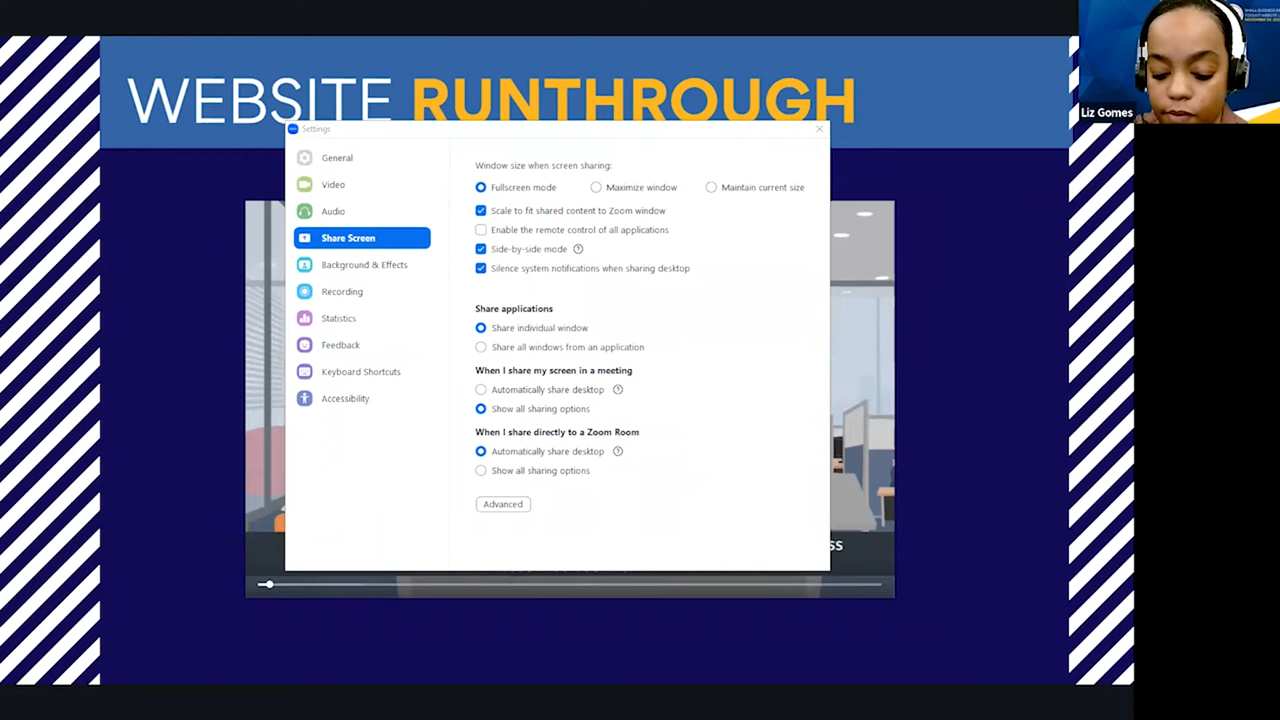 WEBSITE RUNTHROUGH
Liz Gomes
Settings
General
Video
Audio
Share Screen
Background & Effects
Recording
Statistics
Feedback
Keyboard Shortcuts
Accessibility
Window size when screen sharing:
Fullscreen mode Maximize window Maintain current size
Scale to fit shared content to Zoom window
Enable the remote control of all applications
Side-by-side mode
Silence system notifications when sharing desktop
Share applications
Share individual window
Share all windows from an application
When I share my screen in a meeting
Automatically share desktop
Show all sharing options
When I share directly to a Zoom Room
Automatically share desktop
Show all sharing options
Advanced